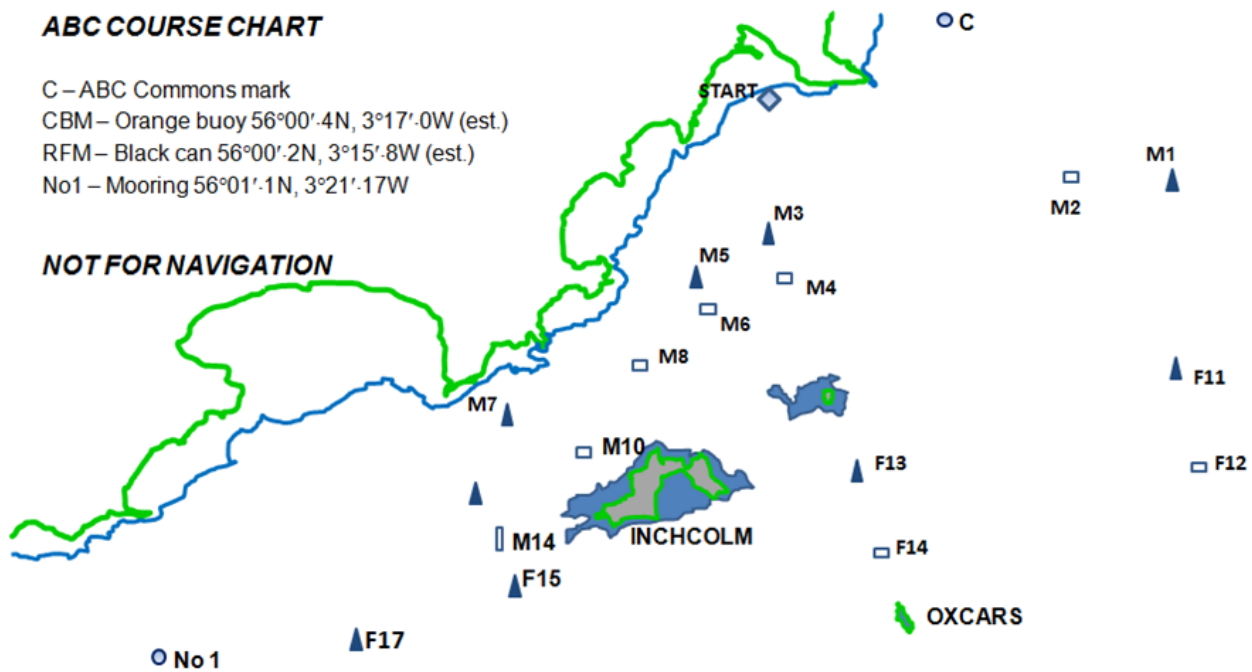 ABC COURSE CHART
C – ABC Commons mark
CBM – Orange buoy 56°00′·4N, 3°17′·0W (est.)
RFM – Black can 56°00′·2N, 3°15′·8W (est.)
No1 – Mooring 56°01′·1N, 3°21′·17W
NOT FOR NAVIGATION
C
START
M1
M2
M3
M5
M4
M6
M8
F11
M7
M10
F13
F12
INCHCOLM
M14
F14
F15
OXCARS
F17
No 1